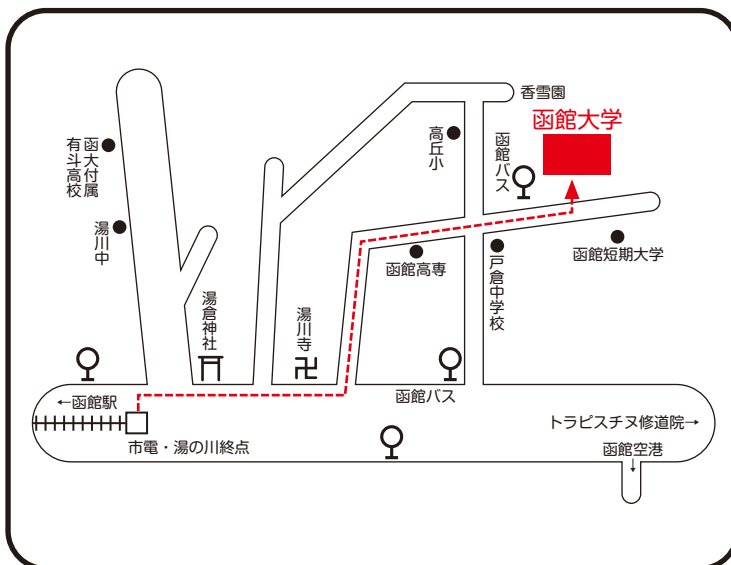 香雪園
函館大学
高丘小
函館バス
函大付属
有斗高校
湯川中
函館高専
戸倉中学校
函館短期大学
湯倉神社
湯川寺
卍
←函館駅
函館バス
トラピスチヌ修道院→
市電・湯の川終点
函館空港
↓